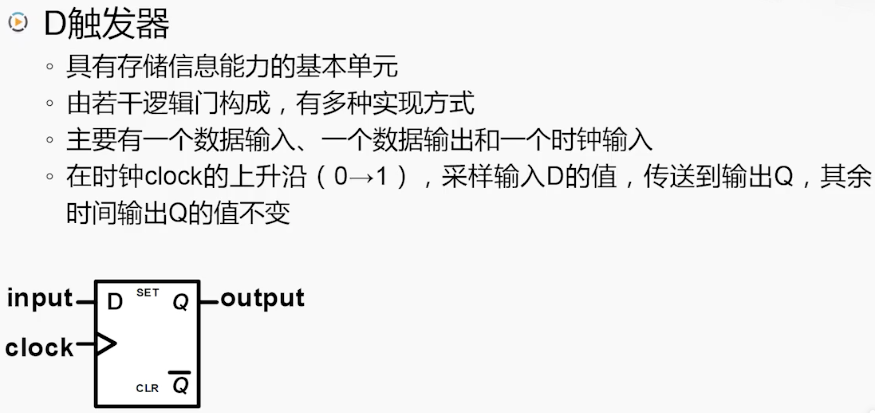 D触发器
具有存储信息能力的基本单元
由若干逻辑门构成，有多种实现方式
主要有一个数据输入、一个数据输出和一个时钟输入
在时钟clock的上升沿（0→1），采样输入D的值，传送到输出Q，其余
时间输出Q的值不变
input D SET Q output
clock
CLR Q̅